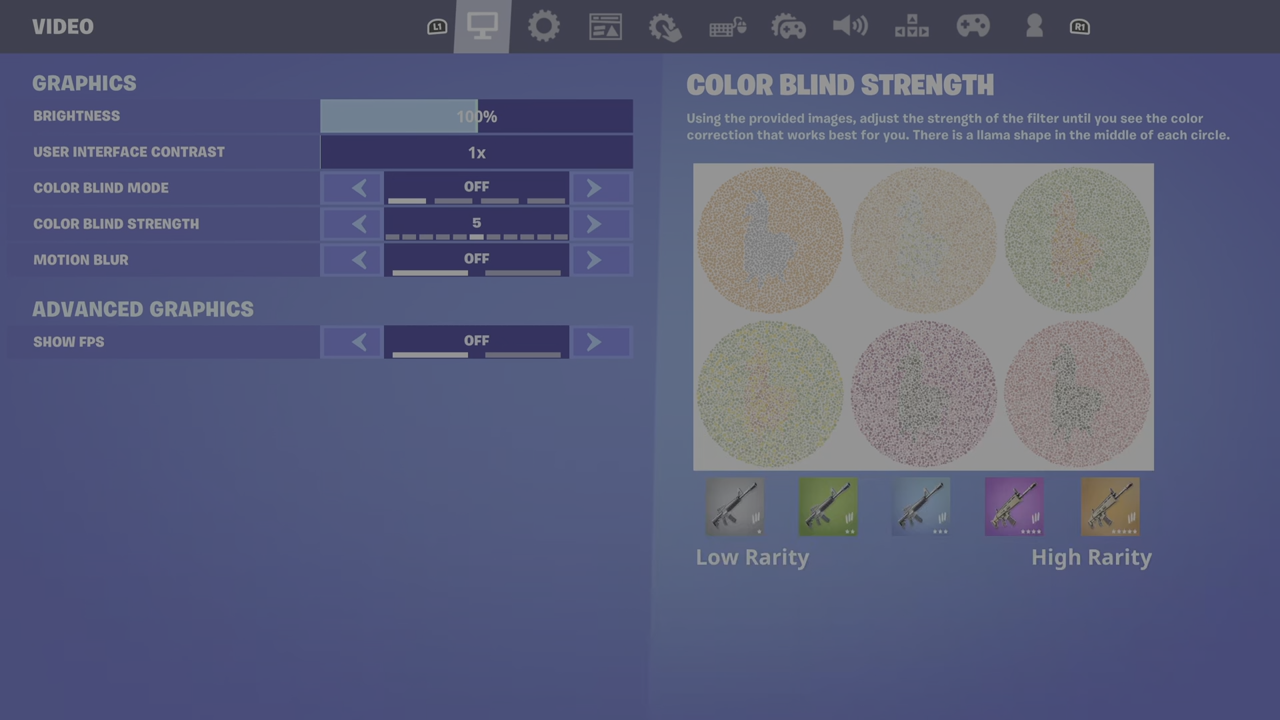 VIDEO
L1
R1
GRAPHICS
BRIGHTNESS
100%
USER INTERFACE CONTRAST
1x
COLOR BLIND MODE
OFF
COLOR BLIND STRENGTH
5
MOTION BLUR
OFF
ADVANCED GRAPHICS
SHOW FPS
OFF
COLOR BLIND STRENGTH
Using the provided images, adjust the strength of the filter until you see the color
correction that works best for you. There is a llama shape in the middle of each circle.
Low Rarity
High Rarity